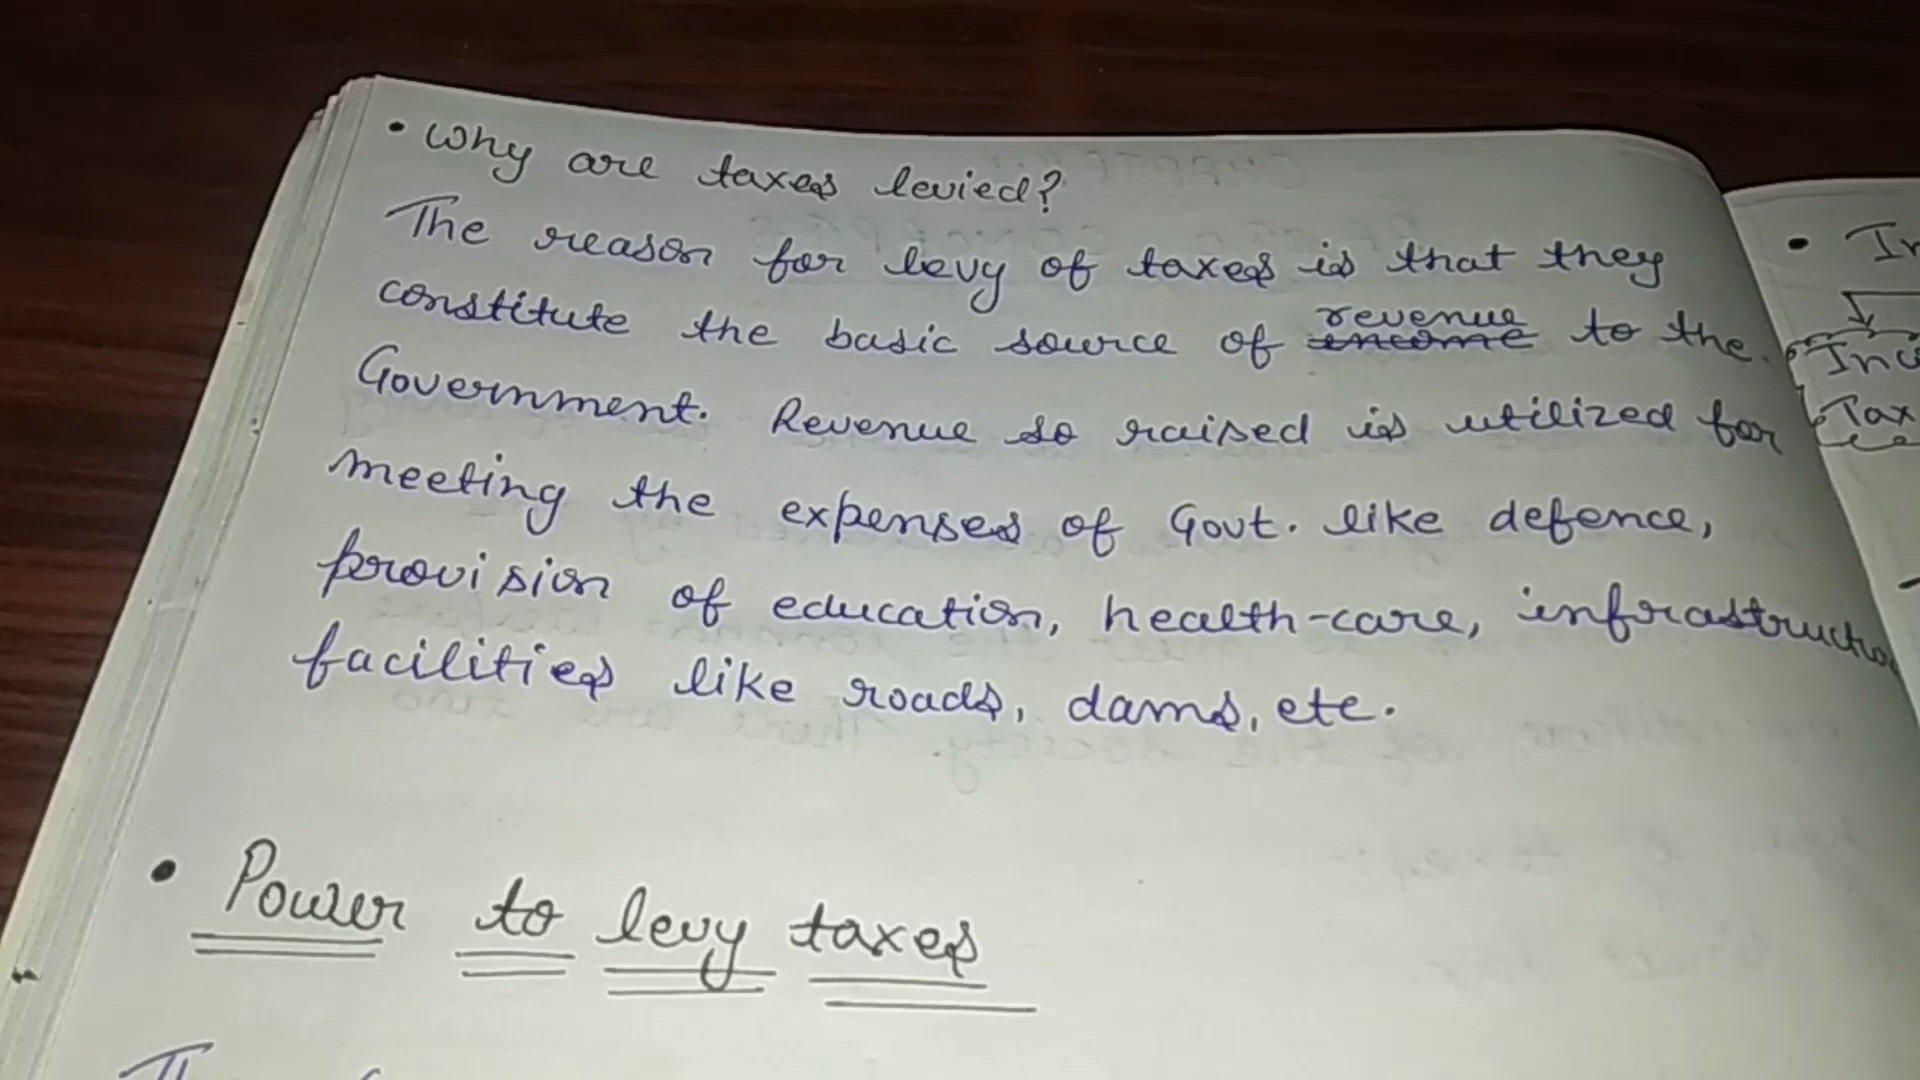 • Why are taxes levied?
The reason for levy of taxes is that they
constitute the basic source of revenue to the
Government. Revenue so raised is utilized for
meeting the expenses of Govt. like defence,
provision of education, health-care,
facilities like roads, dams, etc.
• Power to levy taxes
Tax